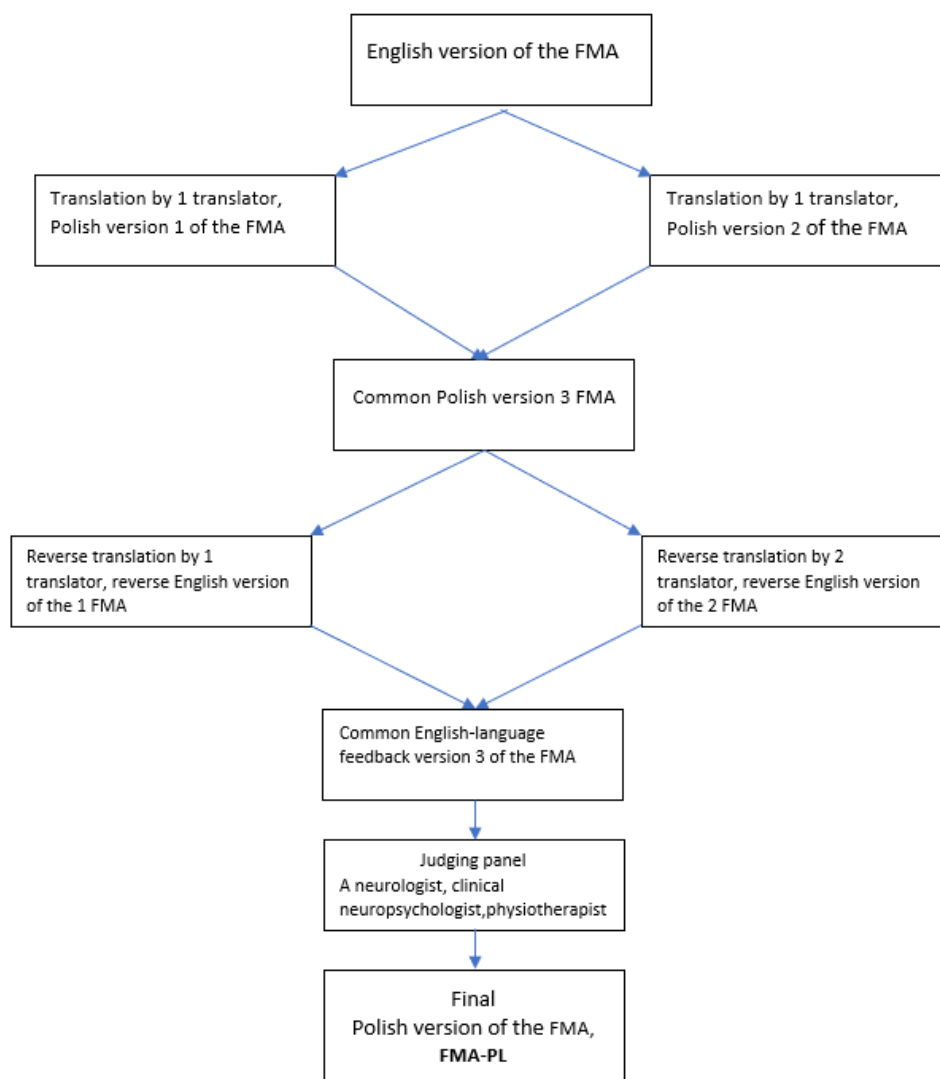 English version of the FMA
Translation by 1 translator,
Polish version 1 of the FMA
Translation by 1 translator,
Polish version 2 of the FMA
Common Polish version 3 FMA
Reverse translation by 1
translator, reverse English version
of the 1 FMA
Reverse translation by 2
translator, reverse English version
of the 2 FMA
Common English-language
feedback version 3 of the FMA
Judging panel
A neurologist, clinical
neuropsychologist,physiotherapist
Final
Polish version of the FMA,
FMA-PL